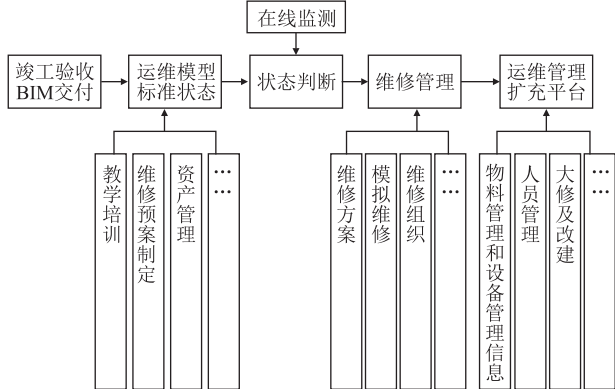 在线监测
竣工验收
BIM交付
运维模型
标准状态
状态判断
维修管理
运维管理
扩充平台
教学培训
维修预案制定
资产管理
……
维修方案
模拟维修
维修组织
……
物料管理和设备管理信息
人员管理
大修及改建
……